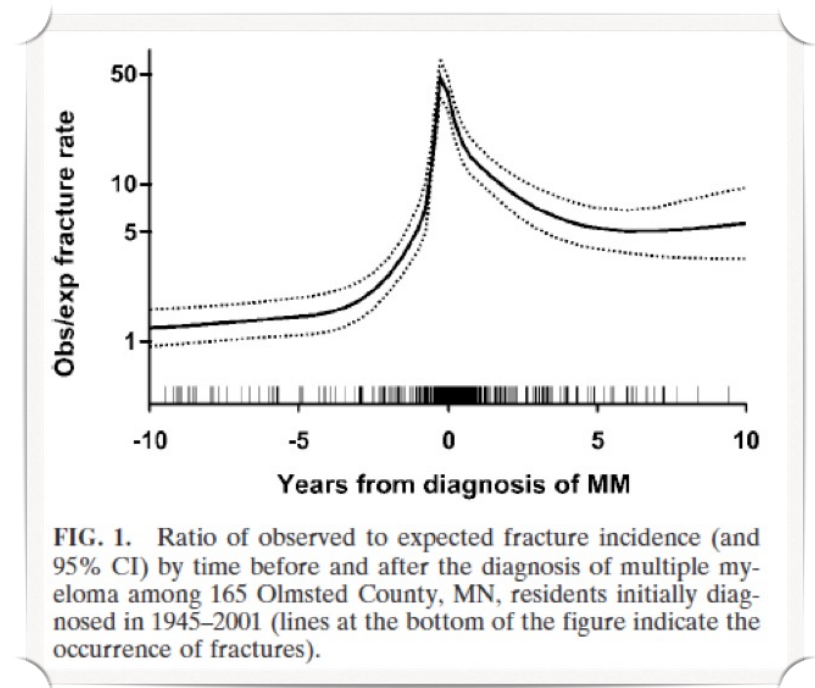 50
10
5
1
Obs/exp fracture rate
-10 -5 0 5 10
Years from diagnosis of MM
FIG. 1. Ratio of observed to expected fracture incidence (and
95% CI) by time before and after the diagnosis of multiple my-
eloma among 165 Olmsted County, MN, residents initially diag-
nosed in 1945–2001 (lines at the bottom of the figure indicate the
occurrence of fractures).